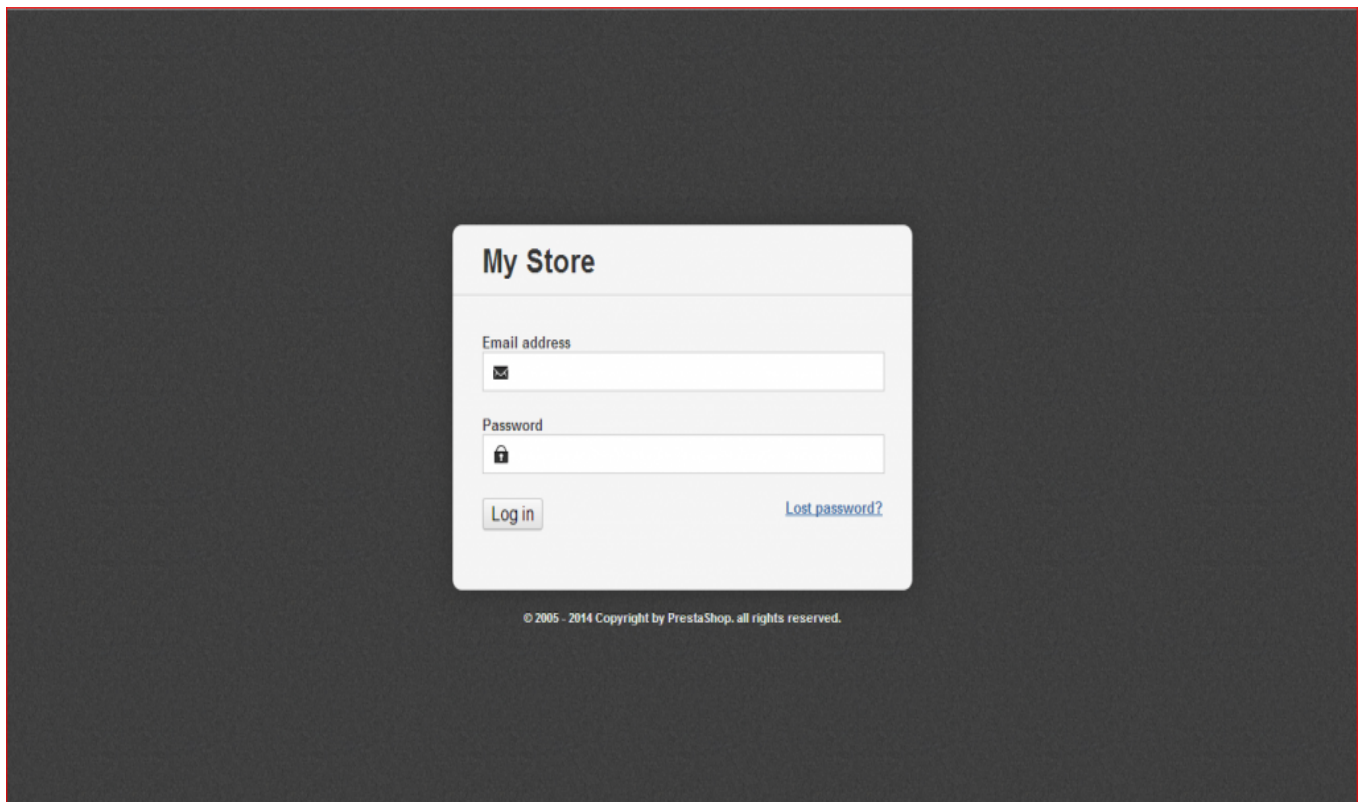 My Store
Email address
Password
Log in
Lost password?
© 2005 - 2014 Copyright by PrestaShop. all rights reserved.